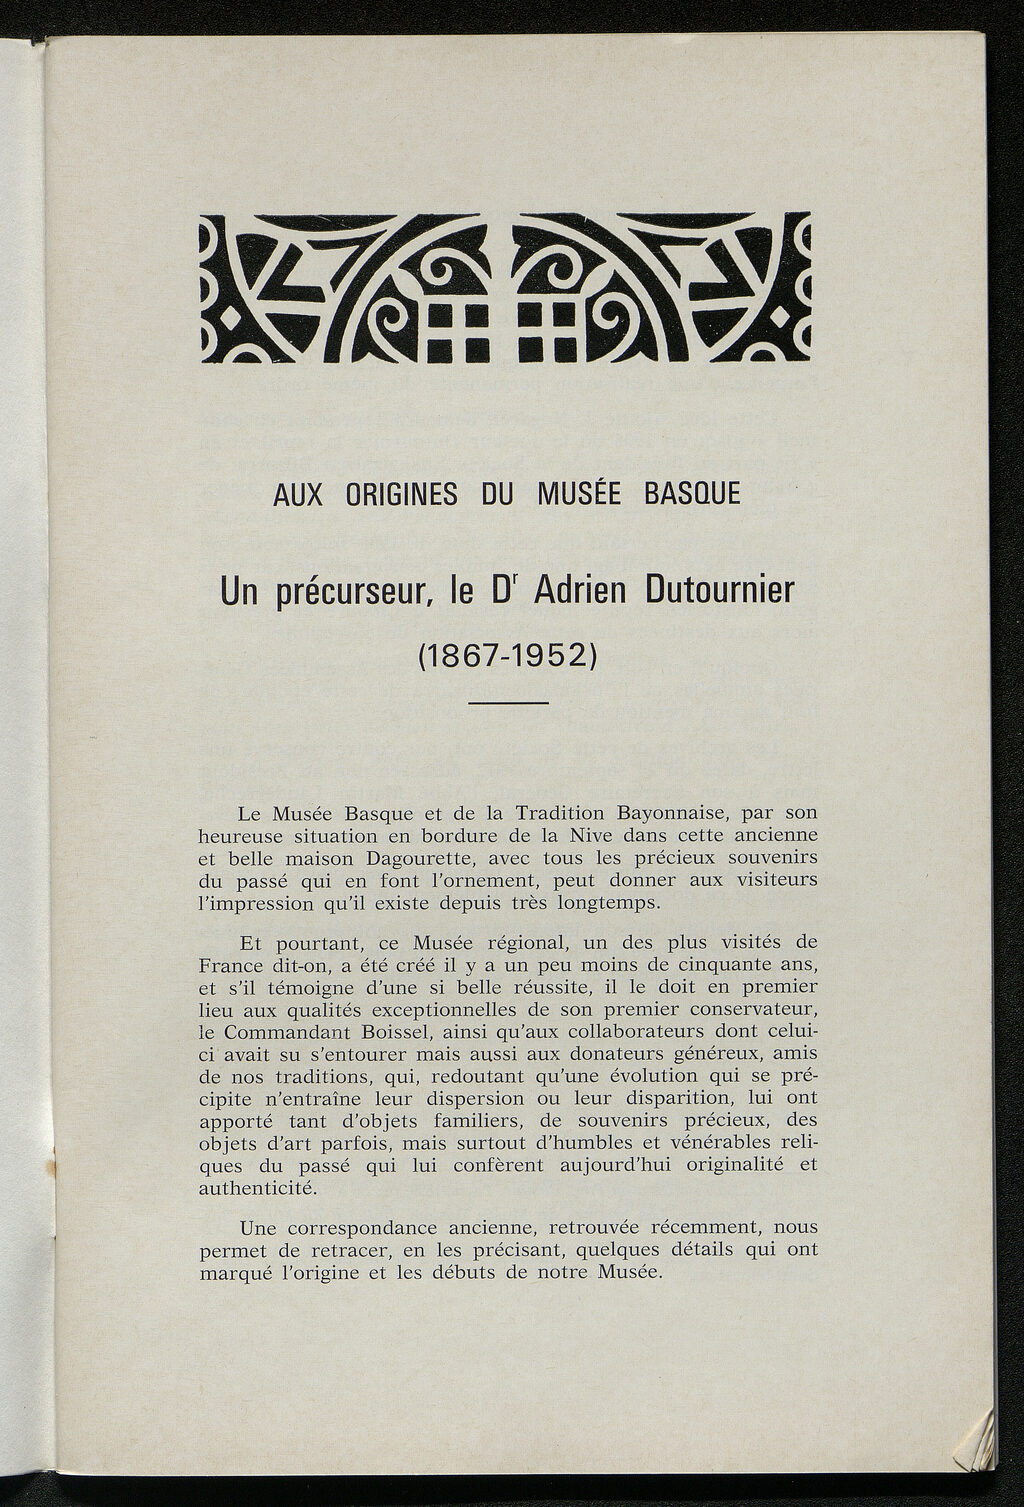 AUX ORIGINES DU MUSÉE BASQUE
Un précurseur, le Dr Adrien Dutournier
(1867-1952)
Le Musée Basque et de la Tradition Bayonnaise, par son
heureuse situation en bordure de la Nive dans cette ancienne
et belle maison Dagourette, avec tous les précieux souvenirs
du passé qui en font l'ornement, peut donner aux visiteurs
l'impression qu'il existe depuis très longtemps.
Et pourtant, ce Musée régional, un des plus visités de
France dit-on, a été créé il y a un peu moins de cinquante ans,
et s'il témoigne d'une si belle réussite, il le doit en premier
lieu aux qualités exceptionnelles de son premier conservateur,
le Commandant Boissel, ainsi qu'aux collaborateurs dont celui-
ci avait su s'entourer mais aussi aux donateurs généreux, amis
de nos traditions, qui, redoutant qu'une évolution qui se pré-
cipite n'entraîne leur dispersion ou leur disparition, lui ont
apporté tant d'objets familiers, de souvenirs précieux, des
objets d'art parfois, mais surtout d'humbles et vénérables reli-
ques du passé qui lui confèrent aujourd'hui originalité et
authenticité.
Une correspondance ancienne, retrouvée récemment, nous
permet de retracer, en les précisant, quelques détails qui ont
marqué l'origine et les débuts de notre Musée.